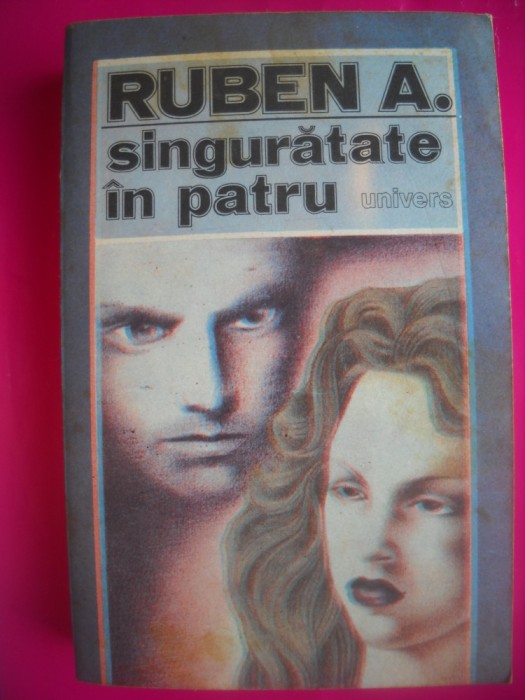 RUBEN A.
singurătate
în patru univers